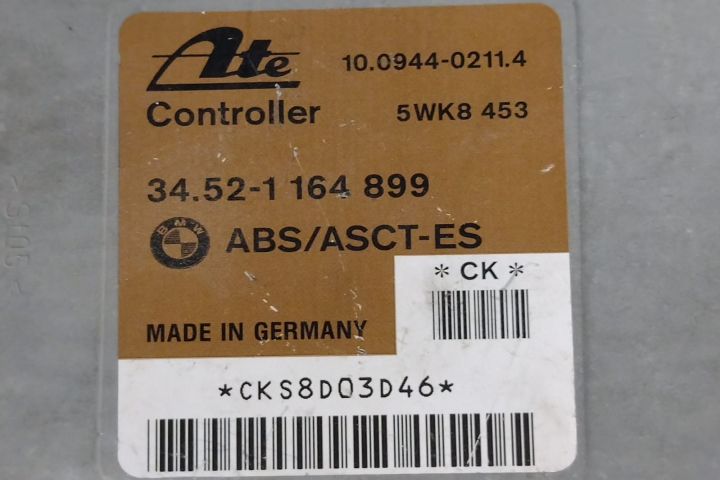 Ate
10.0944-0211.4
Controller
5WK8 453
34.52-1 164 899
BMW
ABS/ASCT-ES
*CK*
MADE IN GERMANY
*CKS8D03D46*